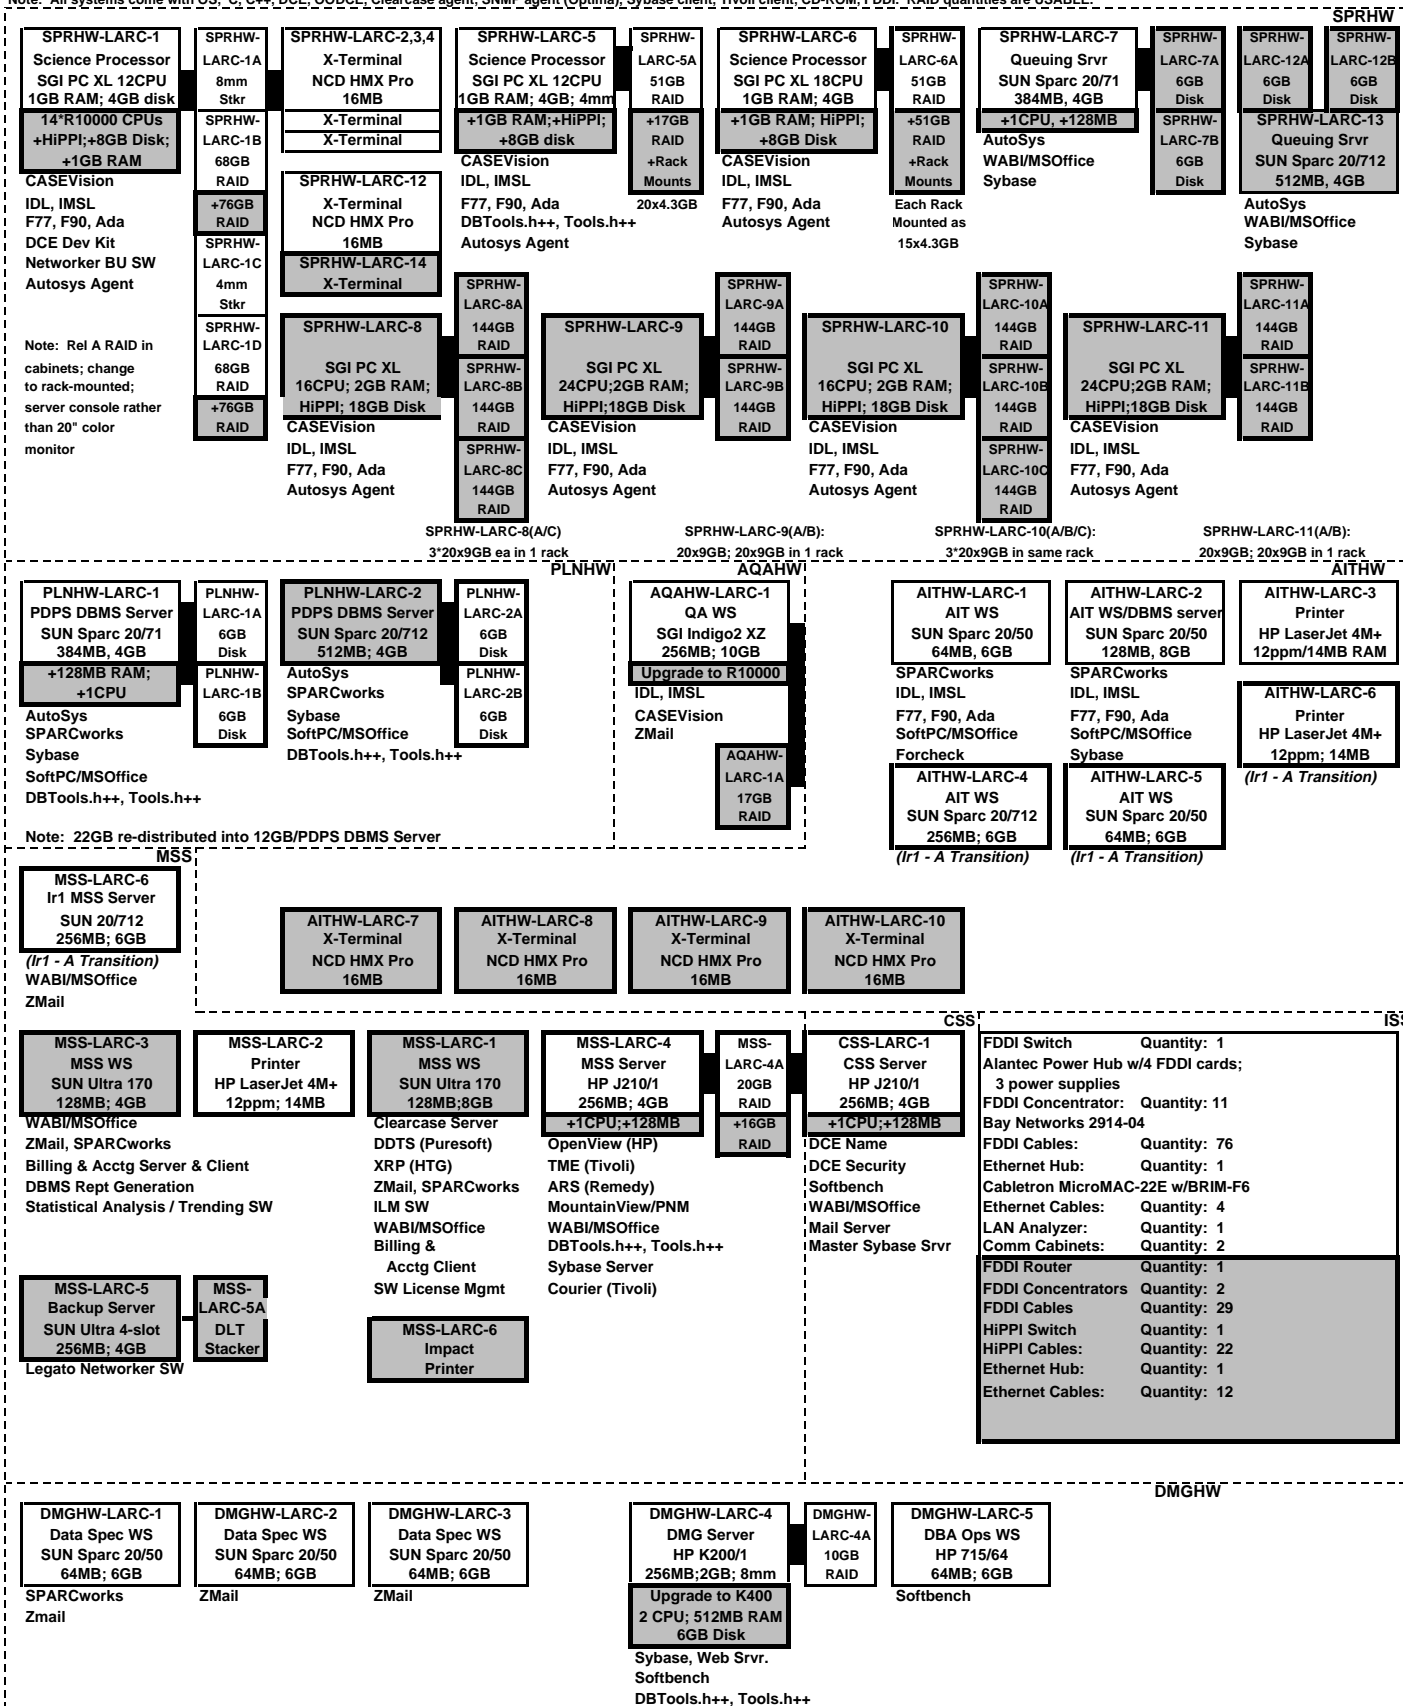 Note: All systems come with OS, C, C++, DCE, OODCE, Clearcase agent, SNMP agent (Optima), Sybase client, Tivoli client, CD-ROM, FDDI. RAID quantities are USABLE.
SPRHW
SPRHW-LARC-1
Science Processor
SGI PC XL 12CPU
1GB RAM; 4GB disk
14*R10000 CPUs
+HiPPI;+8GB Disk;
+1GB RAM
CASEVision
IDL, IMSL
F77, F90, Ada
DCE Dev Kit
Networker BU SW
Autosys Agent
Note: Rel A RAID in
cabinets; change
to rack-mounted;
server console rather
than 20" color
monitor
SPRHW-
LARC-1A
8mm
Stkr
SPRHW-
LARC-1B
68GB
RAID
+76GB
RAID
SPRHW-
LARC-1C
4mm
Stkr
SPRHW-
LARC-1D
68GB
RAID
+76GB
RAID
SPRHW-LARC-2,3,4
X-Terminal
NCD HMX Pro
16MB
X-Terminal
X-Terminal
SPRHW-LARC-12
X-Terminal
NCD HMX Pro
16MB
SPRHW-LARC-14
X-Terminal
SPRHW-LARC-5
Science Processor
SGI PC XL 12CPU
1GB RAM; 4GB; 4mm
+1GB RAM;+HiPPI;
+8GB disk
CASEVision
IDL, IMSL
F77, F90, Ada
DBTools.h++, Tools.h++
Autosys Agent
SPRHW-
LARC-5A
51GB
RAID
+17GB
RAID
+Rack
Mounts
20x4.3GB
SPRHW-LARC-6
Science Processor
SGI PC XL 18CPU
1GB RAM; 4GB
+1GB RAM; HiPPI;
+8GB Disk
CASEVision
IDL, IMSL
F77, F90, Ada
Autosys Agent
SPRHW-
LARC-6A
51GB
RAID
+51GB
RAID
+Rack
Mounts
Each Rack
Mounted as
15x4.3GB
SPRHW-LARC-7
Queuing Srvr
SUN Sparc 20/71
384MB, 4GB
+1CPU, +128MB
AutoSys
WABI/MSOffice
Sybase
SPRHW-
LARC-7A
6GB
Disk
SPRHW-
LARC-7B
6GB
Disk
SPRHW-
LARC-12A
6GB
Disk
SPRHW-
LARC-12B
6GB
Disk
SPRHW-LARC-13
Queuing Srvr
SUN Sparc 20/712
512MB, 4GB
AutoSys
WABI/MSOffice
Sybase
SPRHW-LARC-8
SGI PC XL
16CPU; 2GB RAM;
HiPPI; 18GB Disk
CASEVision
IDL, IMSL
F77, F90, Ada
Autosys Agent
SPRHW-
LARC-8A
144GB
RAID
SPRHW-
LARC-8B
144GB
RAID
SPRHW-
LARC-8C
144GB
RAID
SPRHW-LARC-9
SGI PC XL
24CPU;2GB RAM;
HiPPI;18GB Disk
CASEVision
IDL, IMSL
F77, F90, Ada
Autosys Agent
SPRHW-
LARC-9A
144GB
RAID
SPRHW-
LARC-9B
144GB
RAID
SPRHW-LARC-10
SGI PC XL
16CPU; 2GB RAM;
HiPPI; 18GB Disk
CASEVision
IDL, IMSL
F77, F90, Ada
Autosys Agent
SPRHW-
LARC-10A
144GB
RAID
SPRHW-
LARC-10B
144GB
RAID
SPRHW-
LARC-10C
144GB
RAID
SPRHW-LARC-11
SGI PC XL
24CPU;2GB RAM;
HiPPI;18GB Disk
CASEVision
IDL, IMSL
F77, F90, Ada
Autosys Agent
SPRHW-
LARC-11A
144GB
RAID
SPRHW-
LARC-11B
144GB
RAID
SPRHW-LARC-8(A/C)
3*20x9GB ea in 1 rack
SPRHW-LARC-9(A/B):
20x9GB; 20x9GB in 1 rack
SPRHW-LARC-10(A/B/C):
3*20x9GB in same rack
SPRHW-LARC-11(A/B):
20x9GB; 20x9GB in 1 rack
PLNHW
PLNHW-LARC-1
PDPS DBMS Server
SUN Sparc 20/71
384MB, 4GB
+128MB RAM;
+1CPU
AutoSys
SPARCworks
Sybase
SoftPC/MSOffice
DBTools.h++, Tools.h++
PLNHW-
LARC-1A
6GB
Disk
PLNHW-
LARC-1B
6GB
Disk
PLNHW-LARC-2
PDPS DBMS Server
SUN Sparc 20/712
512MB; 4GB
AutoSys
SPARCworks
Sybase
SoftPC/MSOffice
DBTools.h++, Tools.h++
PLNHW-
LARC-2A
6GB
Disk
PLNHW-
LARC-2B
6GB
Disk
Note: 22GB re-distributed into 12GB/PDPS DBMS Server
AQAHW
AQAHW-LARC-1
QA WS
SGI Indigo2 XZ
256MB; 10GB
Upgrade to R10000
IDL, IMSL
CASEVision
ZMail
AQAHW-
LARC-1A
17GB
RAID
AITHW
AITHW-LARC-1
AIT WS
SUN Sparc 20/50
64MB, 6GB
SPARCworks
IDL, IMSL
F77, F90, Ada
SoftPC/MSOffice
Forcheck
AITHW-LARC-4
AIT WS
SUN Sparc 20/712
256MB; 6GB
(Ir1 - A Transition)
AITHW-LARC-2
AIT WS/DBMS server
SUN Sparc 20/50
128MB, 8GB
SPARCworks
IDL, IMSL
F77, F90, Ada
SoftPC/MSOffice
Sybase
AITHW-LARC-5
AIT WS
SUN Sparc 20/50
64MB; 6GB
(Ir1 - A Transition)
AITHW-LARC-3
Printer
HP LaserJet 4M+
12ppm/14MB RAM
AITHW-LARC-6
Printer
HP LaserJet 4M+
12ppm; 14MB
(Ir1 - A Transition)
MSS
MSS-LARC-6
Ir1 MSS Server
SUN 20/712
256MB; 6GB
(Ir1 - A Transition)
WABI/MSOffice
ZMail
AITHW-LARC-7
X-Terminal
NCD HMX Pro
16MB
AITHW-LARC-8
X-Terminal
NCD HMX Pro
16MB
AITHW-LARC-9
X-Terminal
NCD HMX Pro
16MB
AITHW-LARC-10
X-Terminal
NCD HMX Pro
16MB
MSS-LARC-3
MSS WS
SUN Ultra 170
128MB; 4GB
WABI/MSOffice
ZMail, SPARCworks
Billing & Acctg Server & Client
DBMS Rept Generation
Statistical Analysis / Trending SW
MSS-LARC-2
Printer
HP LaserJet 4M+
12ppm; 14MB
MSS-LARC-1
MSS WS
SUN Ultra 170
128MB;8GB
Clearcase Server
DDTS (Puresoft)
XRP (HTG)
ZMail, SPARCworks
ILM SW
WABI/MSOffice
Billing &
Acctg Client
SW License Mgmt
MSS-LARC-4
MSS Server
HP J210/1
256MB; 4GB
+1CPU;+128MB
OpenView (HP)
TME (Tivoli)
ARS (Remedy)
MountainView/PNM
WABI/MSOffice
DBTools.h++, Tools.h++
Sybase Server
Courier (Tivoli)
MSS-
LARC-4A
20GB
RAID
+16GB
RAID
MSS-LARC-5
Backup Server
SUN Ultra 4-slot
256MB; 4GB
Legato Networker SW
MSS-
LARC-5A
DLT
Stacker
MSS-LARC-6
Impact
Printer
CSS
CSS-LARC-1
CSS Server
HP J210/1
256MB; 4GB
+1CPU;+128MB
DCE Name
DCE Security
Softbench
WABI/MSOffice
Mail Server
Master Sybase Srvr
ISS
FDDI Switch Quantity: 1
Alantec Power Hub w/4 FDDI cards;
3 power supplies
FDDI Concentrator: Quantity: 11
Bay Networks 2914-04
FDDI Cables: Quantity: 76
Ethernet Hub: Quantity: 1
Cabletron MicroMAC-22E w/BRIM-F6
Ethernet Cables: Quantity: 4
LAN Analyzer: Quantity: 1
Comm Cabinets: Quantity: 2
FDDI Router Quantity: 1
FDDI Concentrators Quantity: 2
FDDI Cables Quantity: 29
HiPPI Switch Quantity: 1
HiPPI Cables: Quantity: 22
Ethernet Hub: Quantity: 1
Ethernet Cables: Quantity: 12
DMGHW
DMGHW-LARC-1
Data Spec WS
SUN Sparc 20/50
64MB; 6GB
SPARCworks
Zmail
DMGHW-LARC-2
Data Spec WS
SUN Sparc 20/50
64MB; 6GB
ZMail
DMGHW-LARC-3
Data Spec WS
SUN Sparc 20/50
64MB; 6GB
ZMail
DMGHW-LARC-4
DMG Server
HP K200/1
256MB;2GB; 8mm
Upgrade to K400
2 CPU; 512MB RAM
6GB Disk
Sybase, Web Srvr.
Softbench
DBTools.h++, Tools.h++
DMGHW-
LARC-4A
10GB
RAID
DMGHW-LARC-5
DBA Ops WS
HP 715/64
64MB; 6GB
Softbench